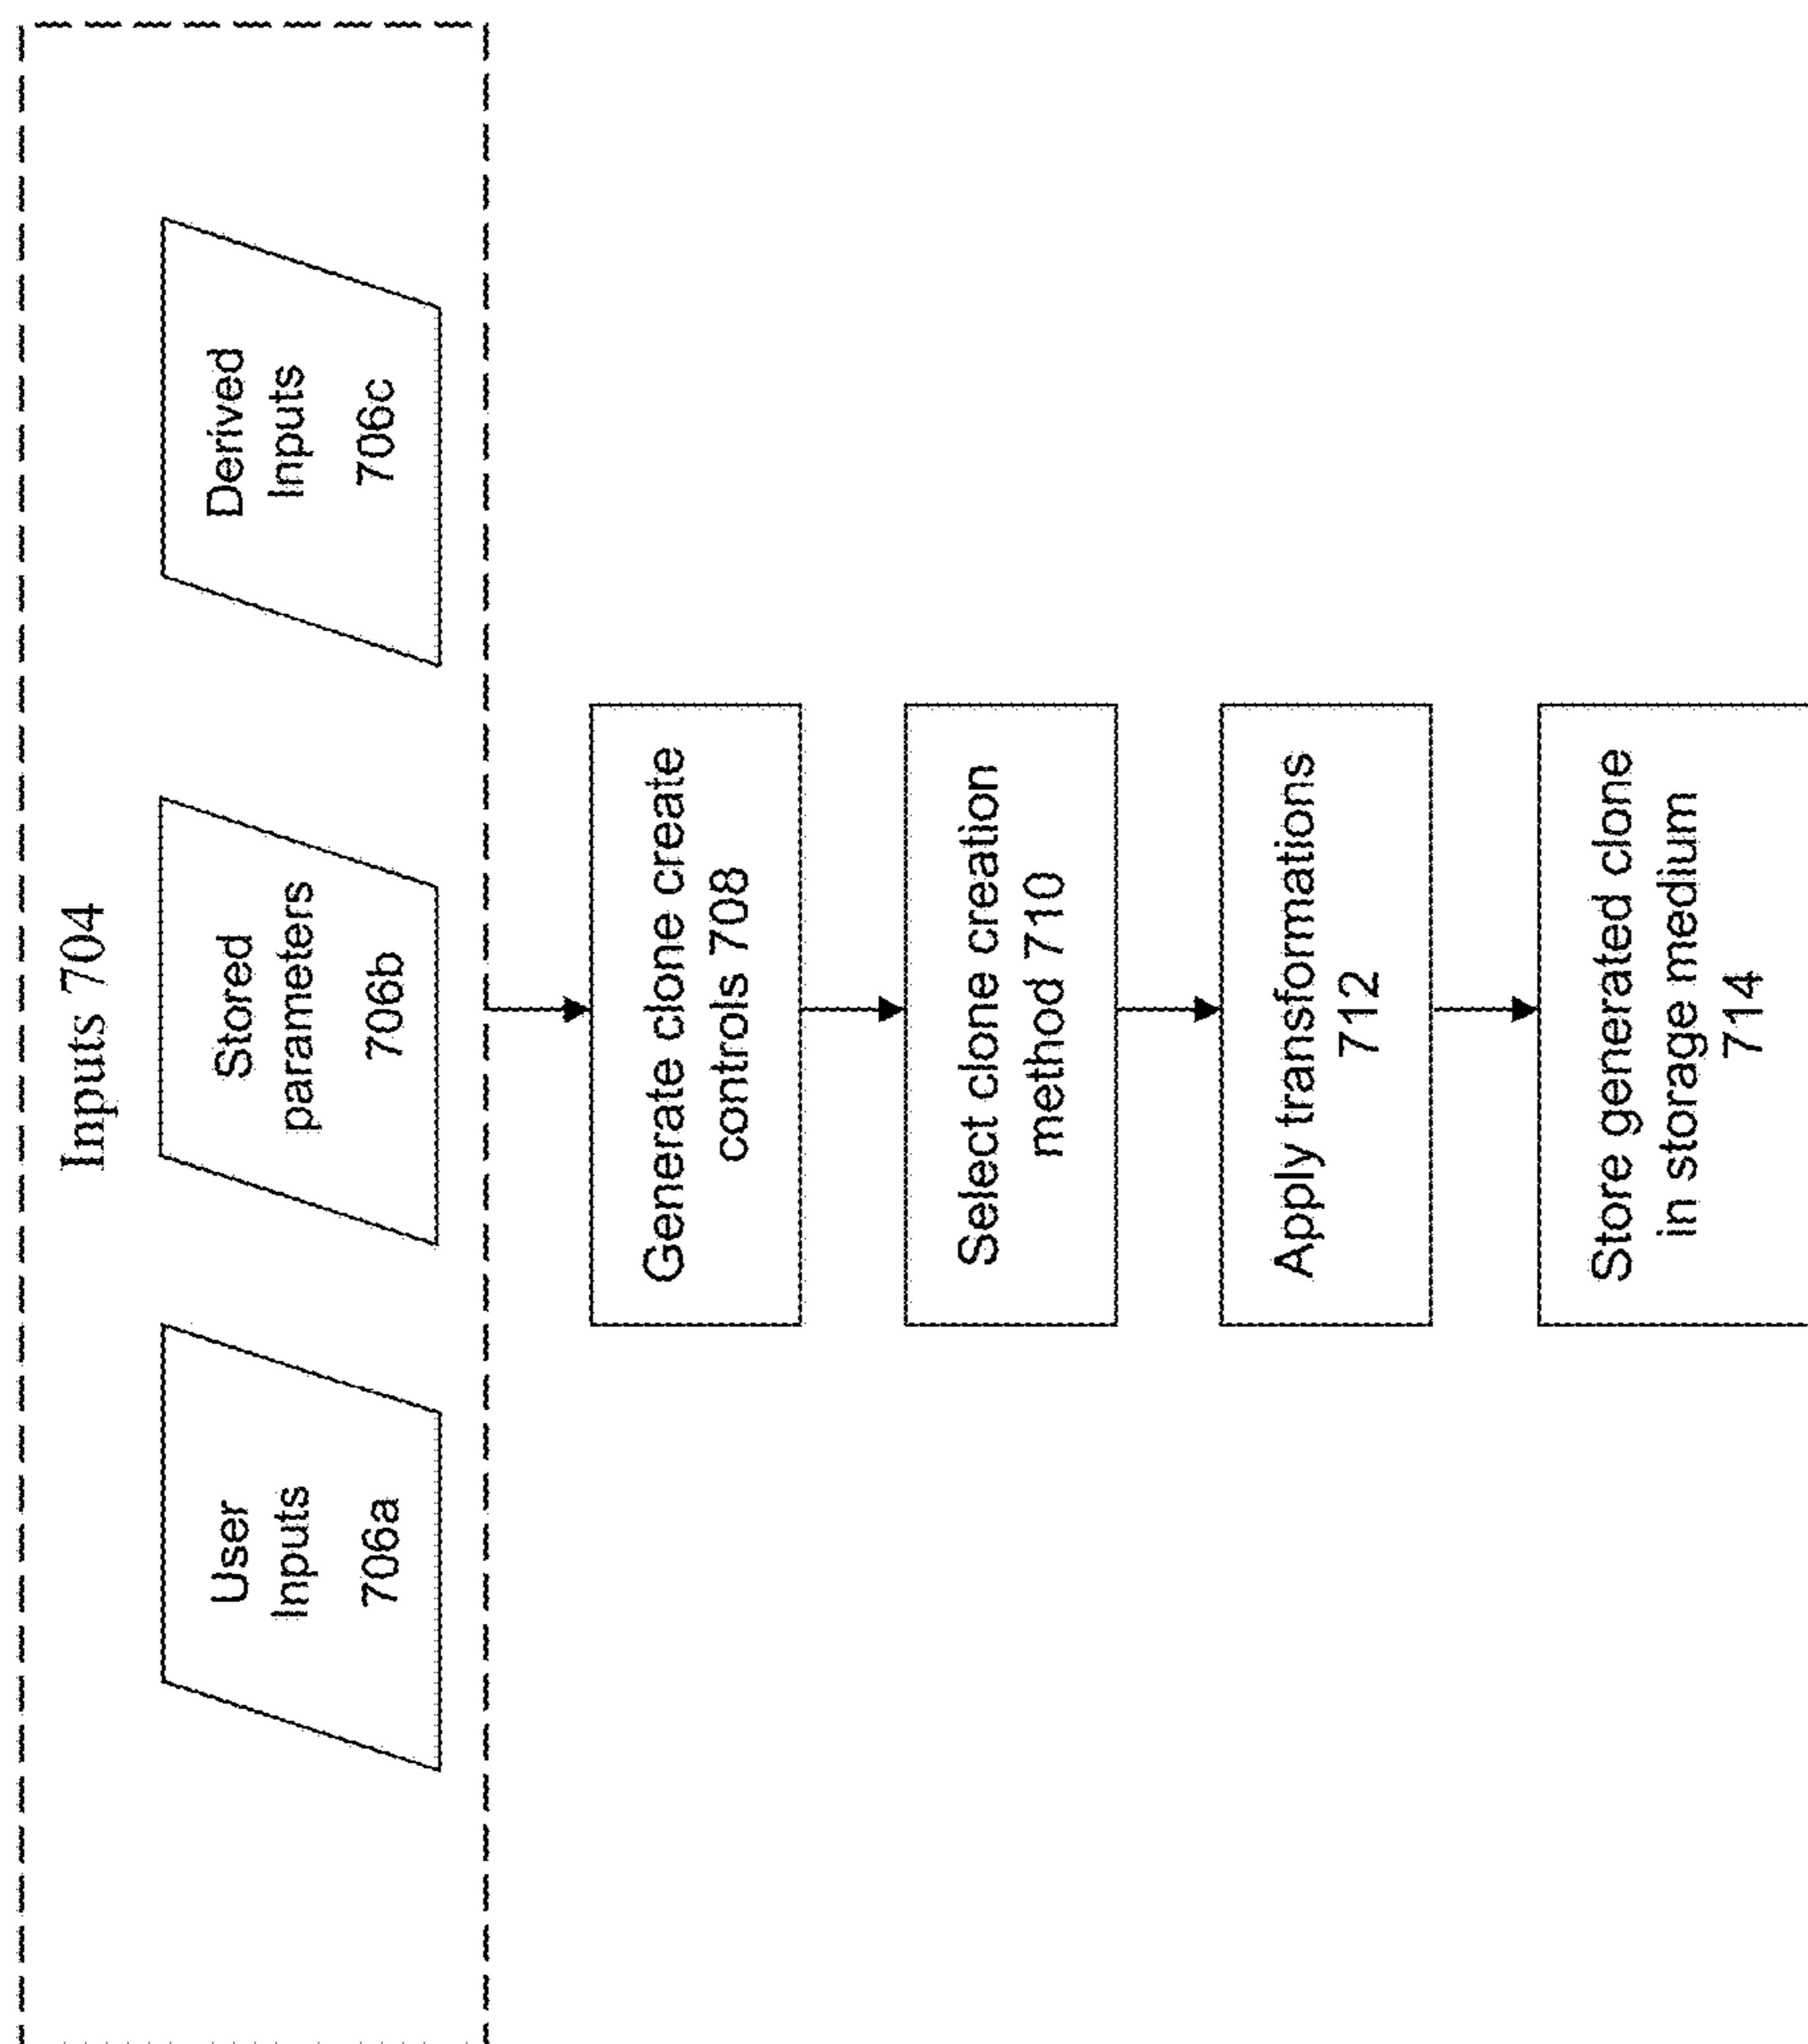 Inputs 704
User
Inputs
706a
Stored
parameters
706b
Derived
Inputs
706c
Generate clone create
controls 708
Select clone creation
method 710
Apply transformations
712
Store generated clone
in storage medium
714